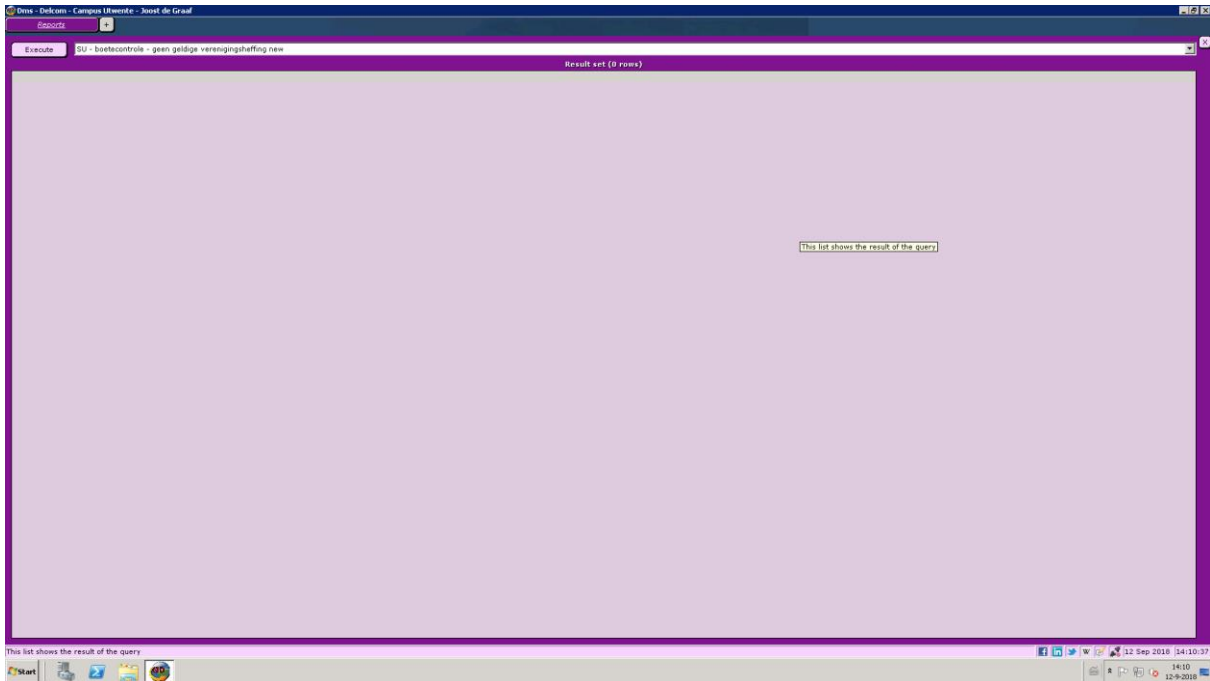 Dms - Delcom - Campus Utwente - Joost de Graaf
Reports
+
Execute
SU - boetecontrole - geen geldige verenigingsheffing new
X
Result set (0 rows)
This list shows the result of the query
This list shows the result of the query
12 Sep 2018
14:10:37
Start
14:10
12-9-2018